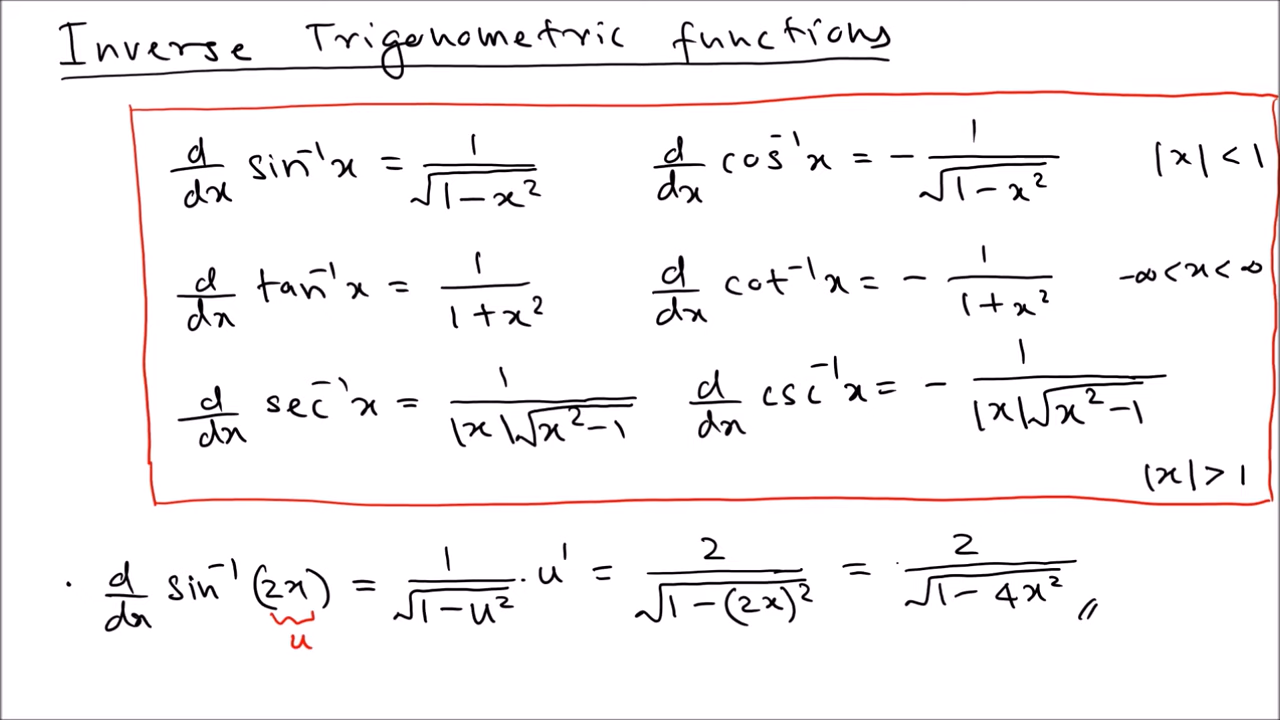 Inverse Trigonometric functions
d/dx sin⁻¹x = 1/√(1-x²) d/dx cos⁻¹x = - 1/√(1-x²) |x| < 1
d/dx tan⁻¹x = 1/(1+x²) d/dx cot⁻¹x = - 1/(1+x²) -∞ < x < ∞
d/dx sec⁻¹x = 1/(|x|√(x²-1)) d/dx csc⁻¹x = - 1/(|x|√(x²-1))
|x| > 1
· d/dx sin⁻¹(2x) = 1/√(1-u²) · u' = 2/√(1-(2x)²) = 2/√(1-4x²) //
u